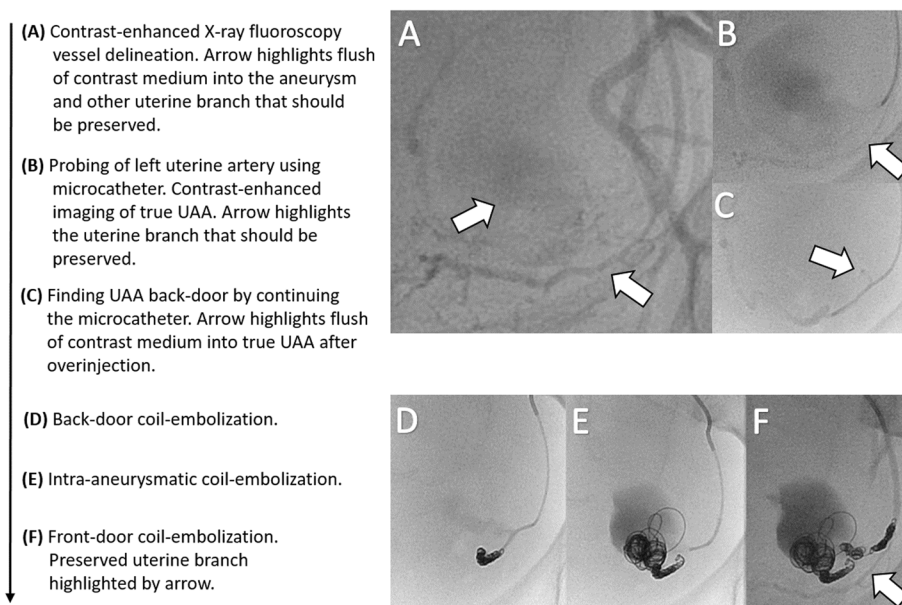 (A) Contrast-enhanced X-ray fluoroscopy
vessel delineation. Arrow highlights flush
of contrast medium into the aneurysm
and other uterine branch that should
be preserved.
(B) Probing of left uterine artery using
microcatheter. Contrast-enhanced
imaging of true UAA. Arrow highlights
the uterine branch that should be
preserved.
(C) Finding UAA back-door by continuing
the microcatheter. Arrow highlights flush
of contrast medium into true UAA after
overinjection.
(D) Back-door coil-embolization.
(E) Intra-aneurysmatic coil-embolization.
(F) Front-door coil-embolization.
Preserved uterine branch
highlighted by arrow.
A
B
C
D
E
F